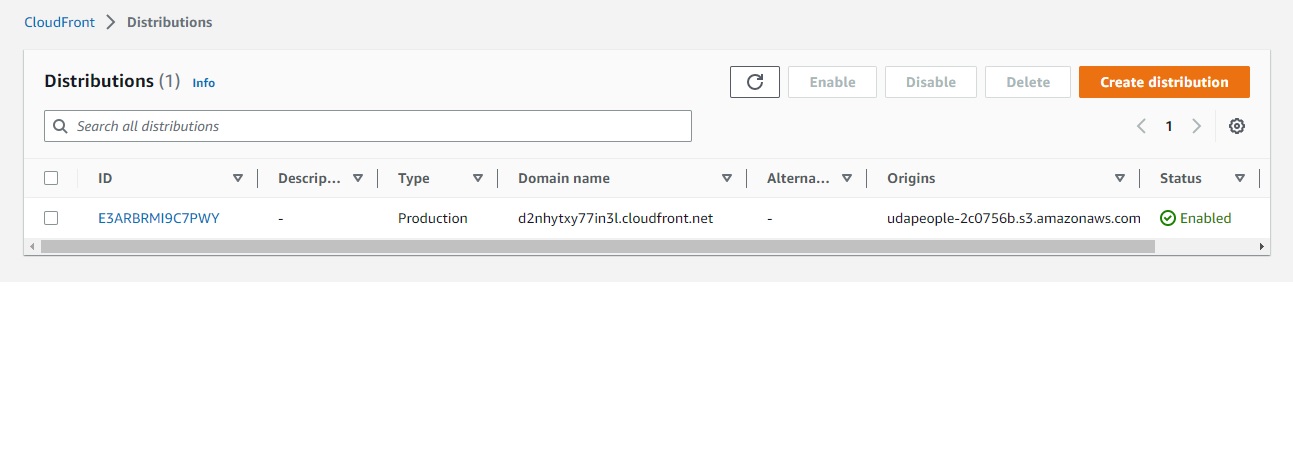 CloudFront > Distributions
Distributions (1) Info
Enable Disable Delete Create distribution
Search all distributions
1
ID Descrip... Type Domain name Alterna... Origins Status
E3ARBRMI9C7PWY - Production d2nhytxy77in3l.cloudfront.net - udapeople-2c0756b.s3.amazonaws.com Enabled